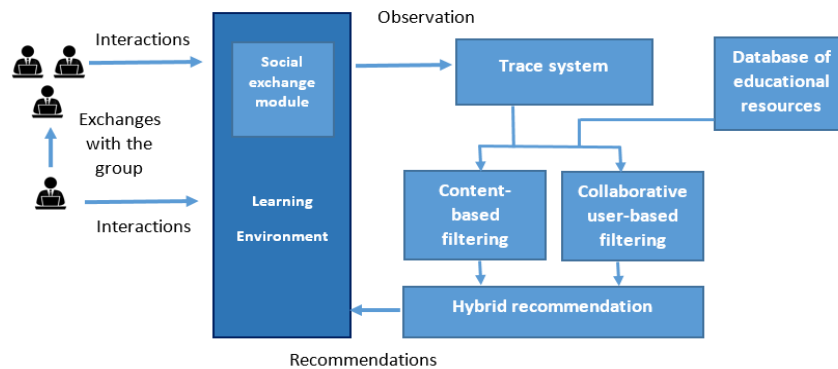 Observation
Interactions
Social
exchange
module
Trace system
Database of
educational
resources
Exchanges
with the
group
Learning
Environment
Interactions
Content-
based
filtering
Collaborative
user-based
filtering
Hybrid recommendation
Recommendations